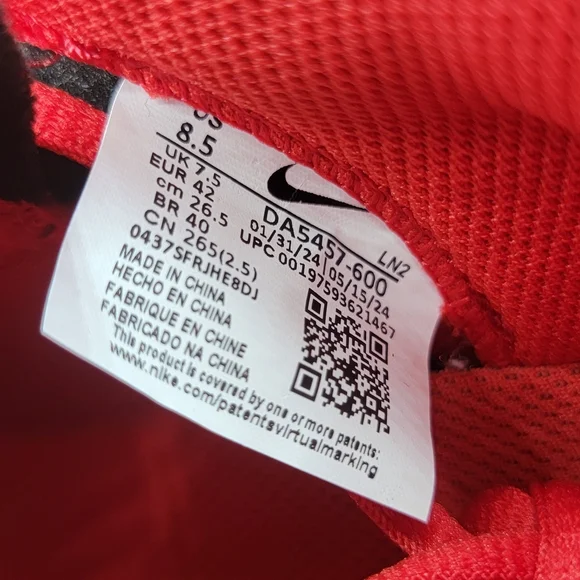 US
8.5
UK 7.5
EUR 42
cm 26.5
BR 40
CN 265(2.5)
0437SFRJHE8DJ
DA5457-600 LN2
01/31/24 05/15/24
UPC 00197593621467
MADE IN CHINA
HECHO EN CHINA
FABRIQUE EN CHINE
FABRICADO NA CHINA
This product is covered by one or more patents:
www.nike.com/patentsvirtualmarking